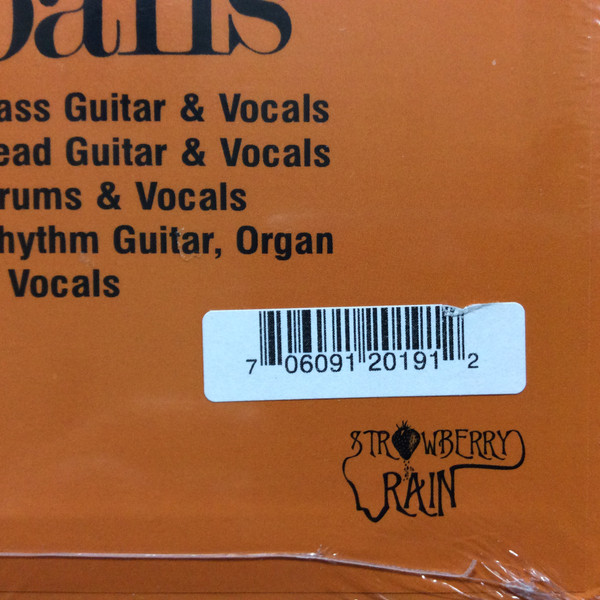 ass Guitar & Vocals
ead Guitar & Vocals
rums & Vocals
hythm Guitar, Organ
Vocals
7 06091 20191 2
STRAWBERRY
RAIN